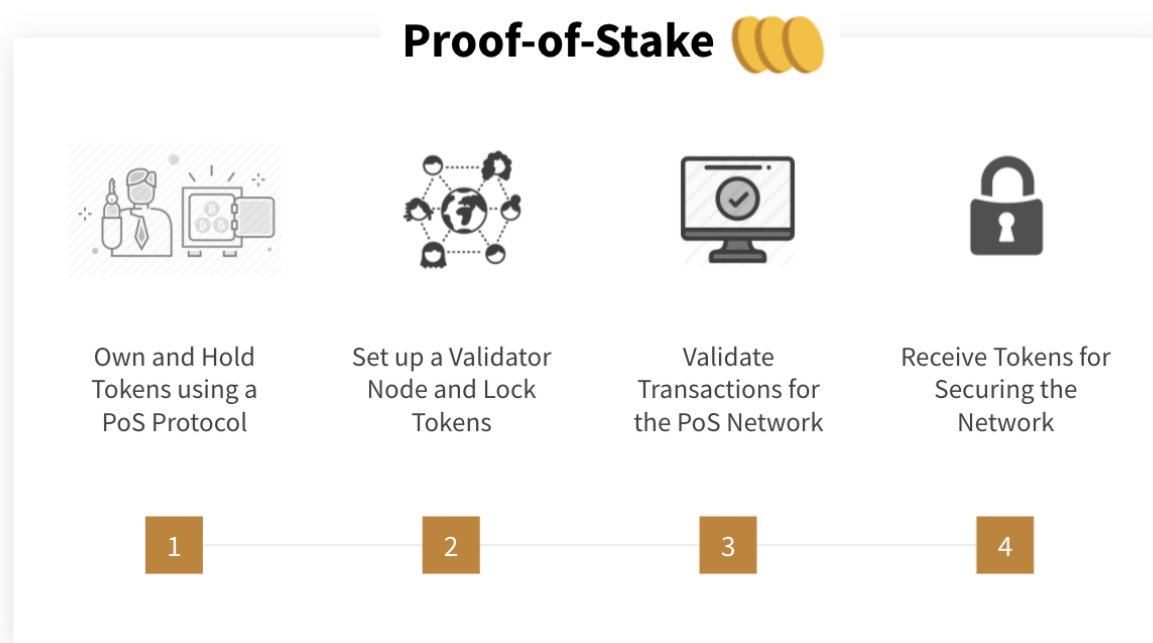 Proof-of-Stake
Own and Hold
Tokens using a
PoS Protocol
Set up a Validator
Node and Lock
Tokens
Validate
Transactions for
the PoS Network
Receive Tokens for
Securing the
Network
1
2
3
4